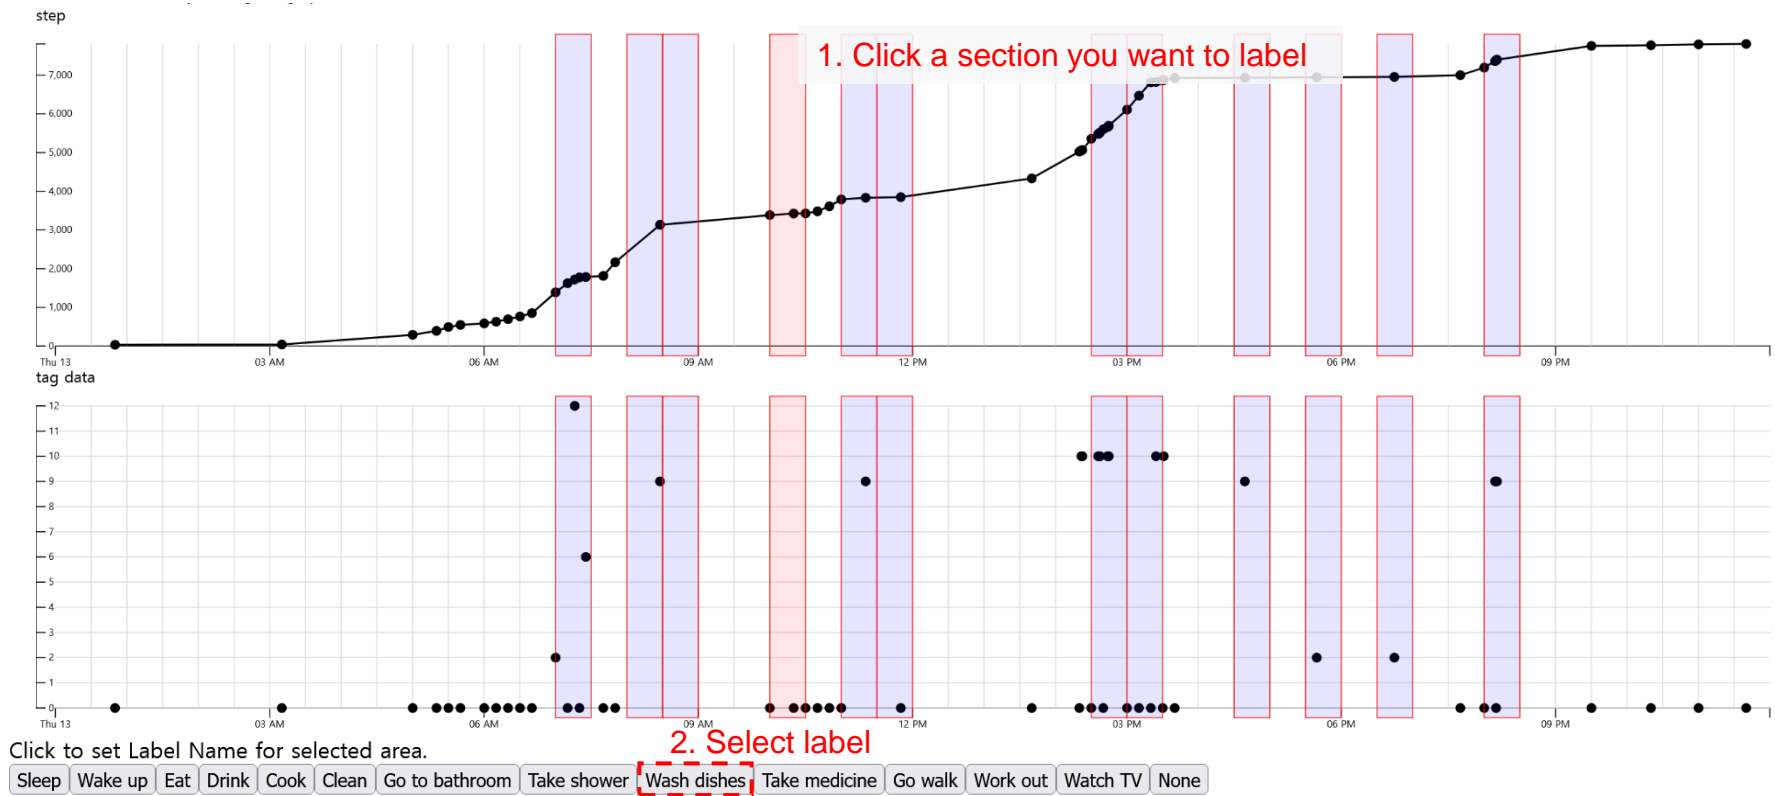 step
1. Click a section you want to label
7,000
6,000
5,000
4,000
3,000
2,000
1,000
0
Thu 13 03 AM 06 AM 09 AM 12 PM 03 PM 06 PM 09 PM
tag data
12
11
10
9
8
7
6
5
4
3
2
1
0
Thu 13 03 AM 06 AM 09 AM 12 PM 03 PM 06 PM 09 PM
2. Select label
Click to set Label Name for selected area.
Sleep Wake up Eat Drink Cook Clean Go to bathroom Take shower Wash dishes Take medicine Go walk Work out Watch TV None